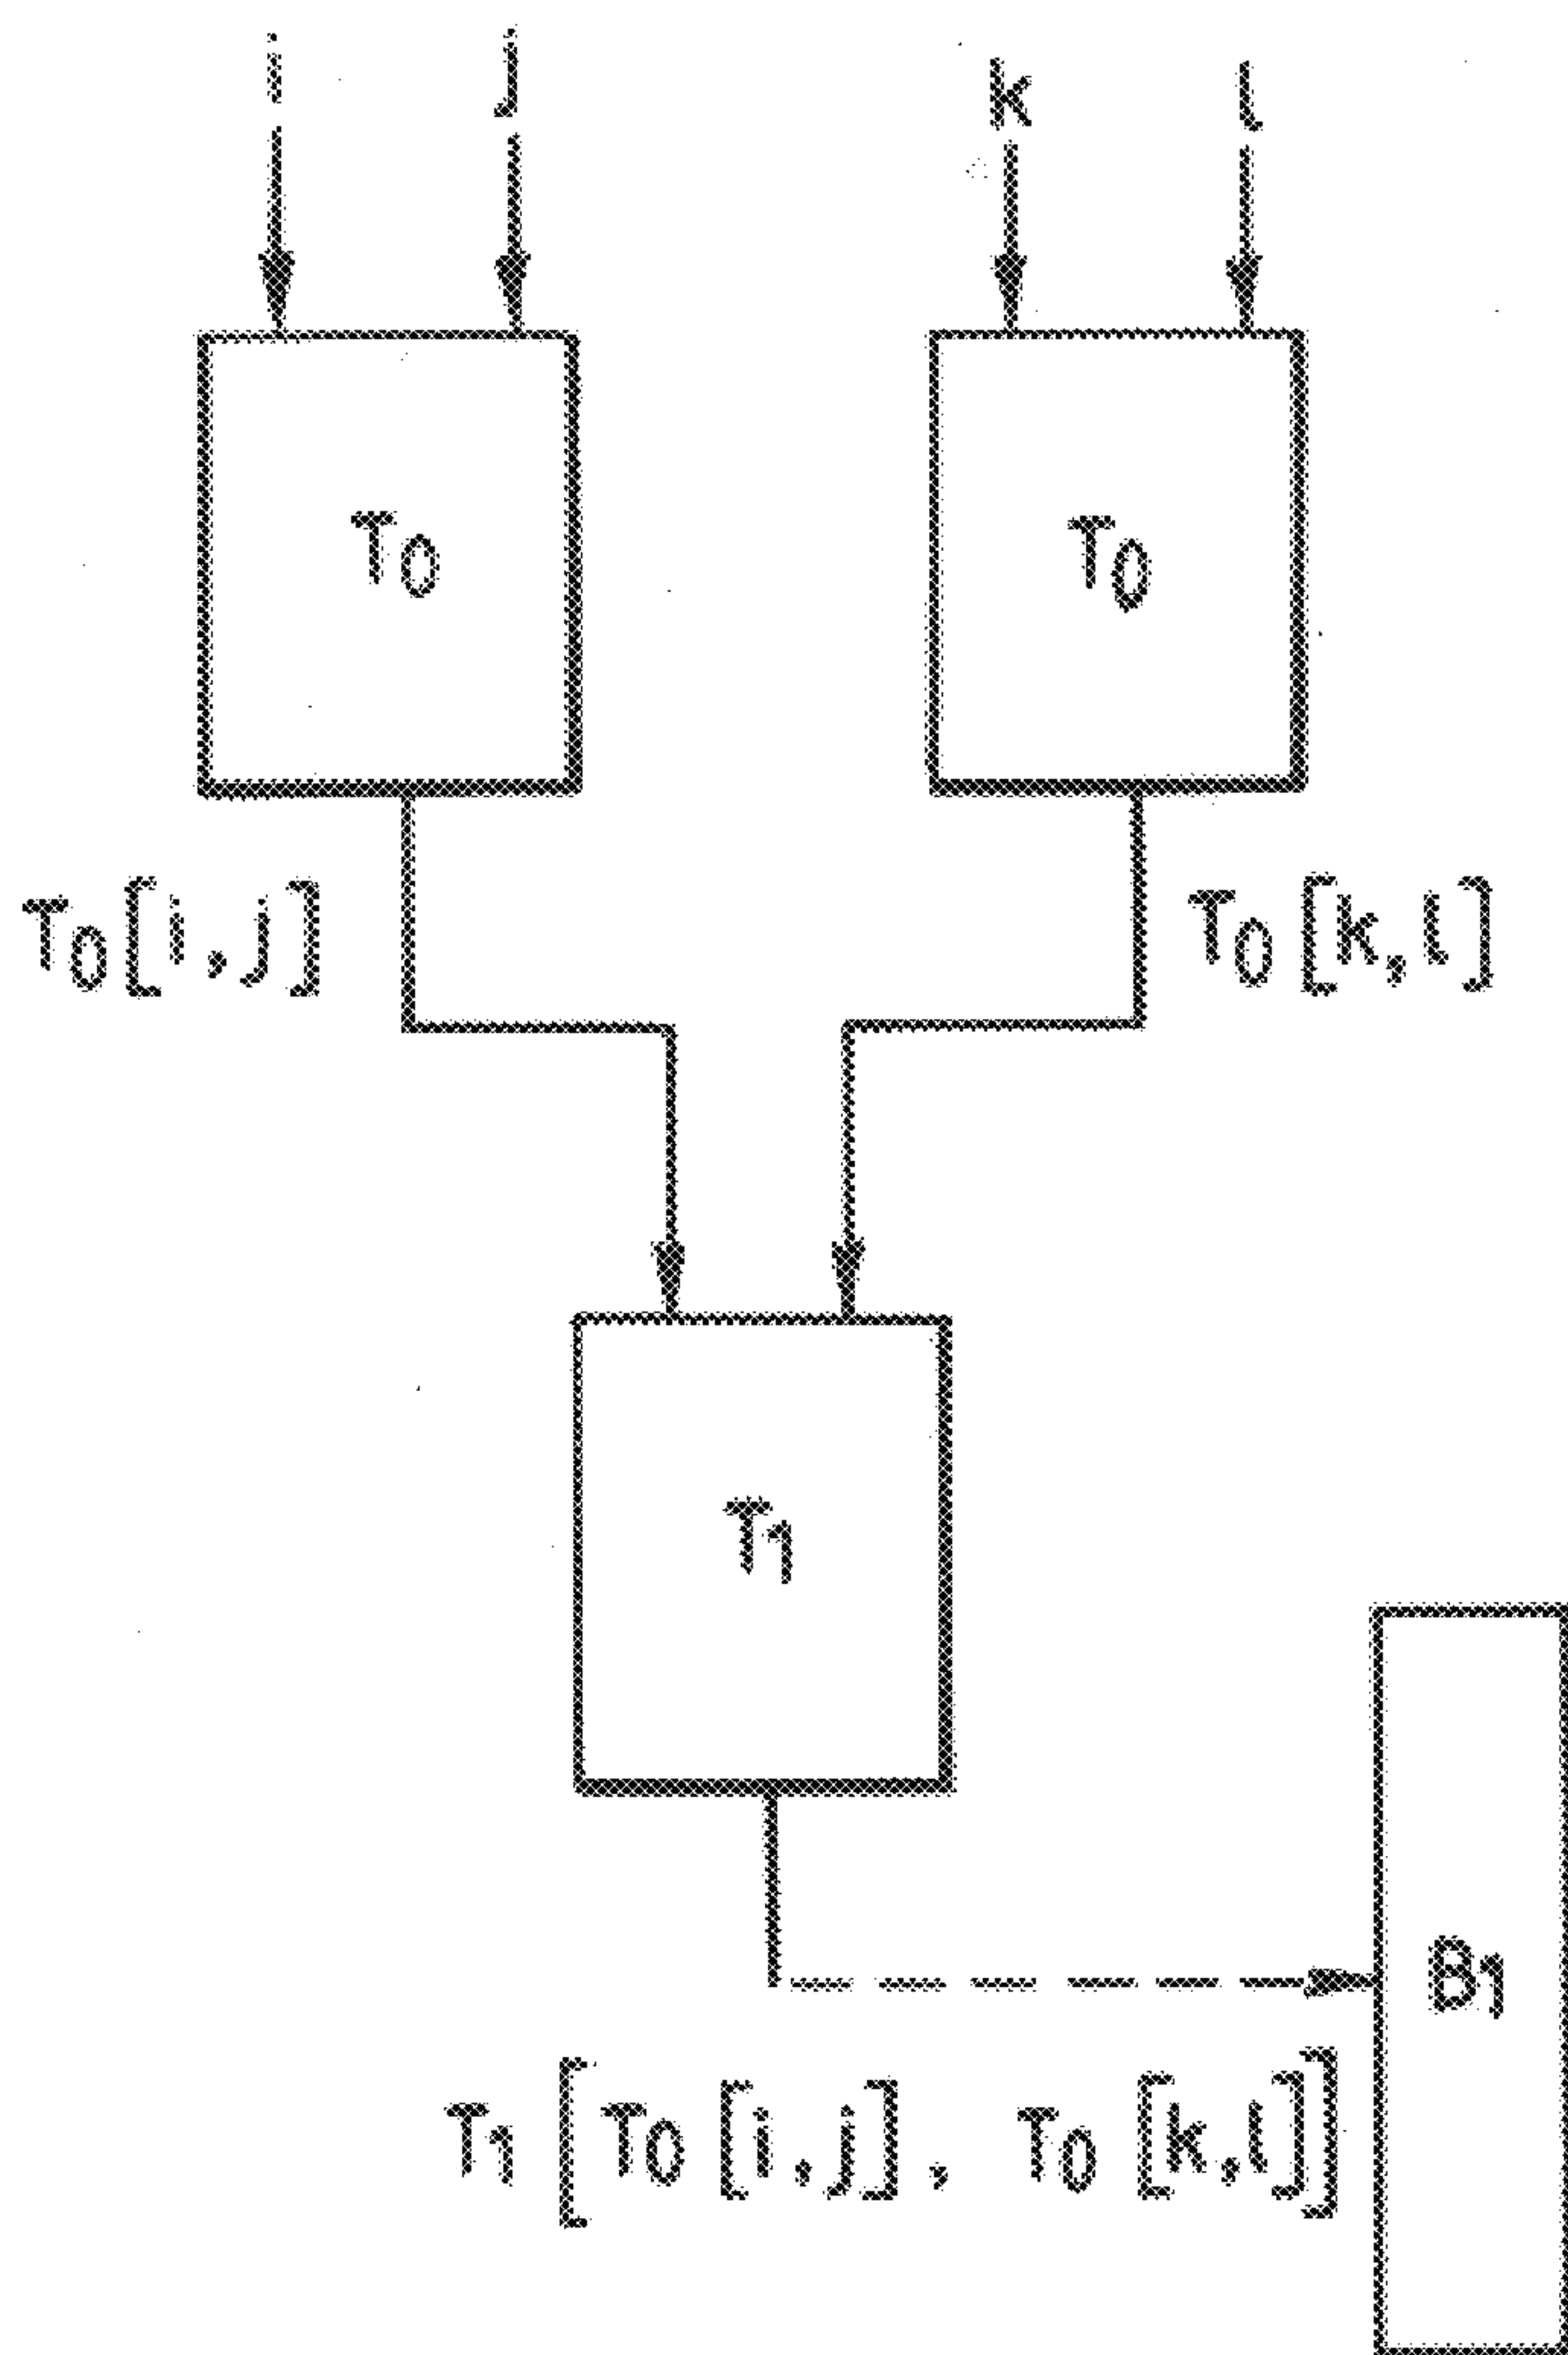 i j k l
T0 T0
T0[i,j] T0[k,l]
T1
B1
T1[T0[i,j], T0[k,l]]